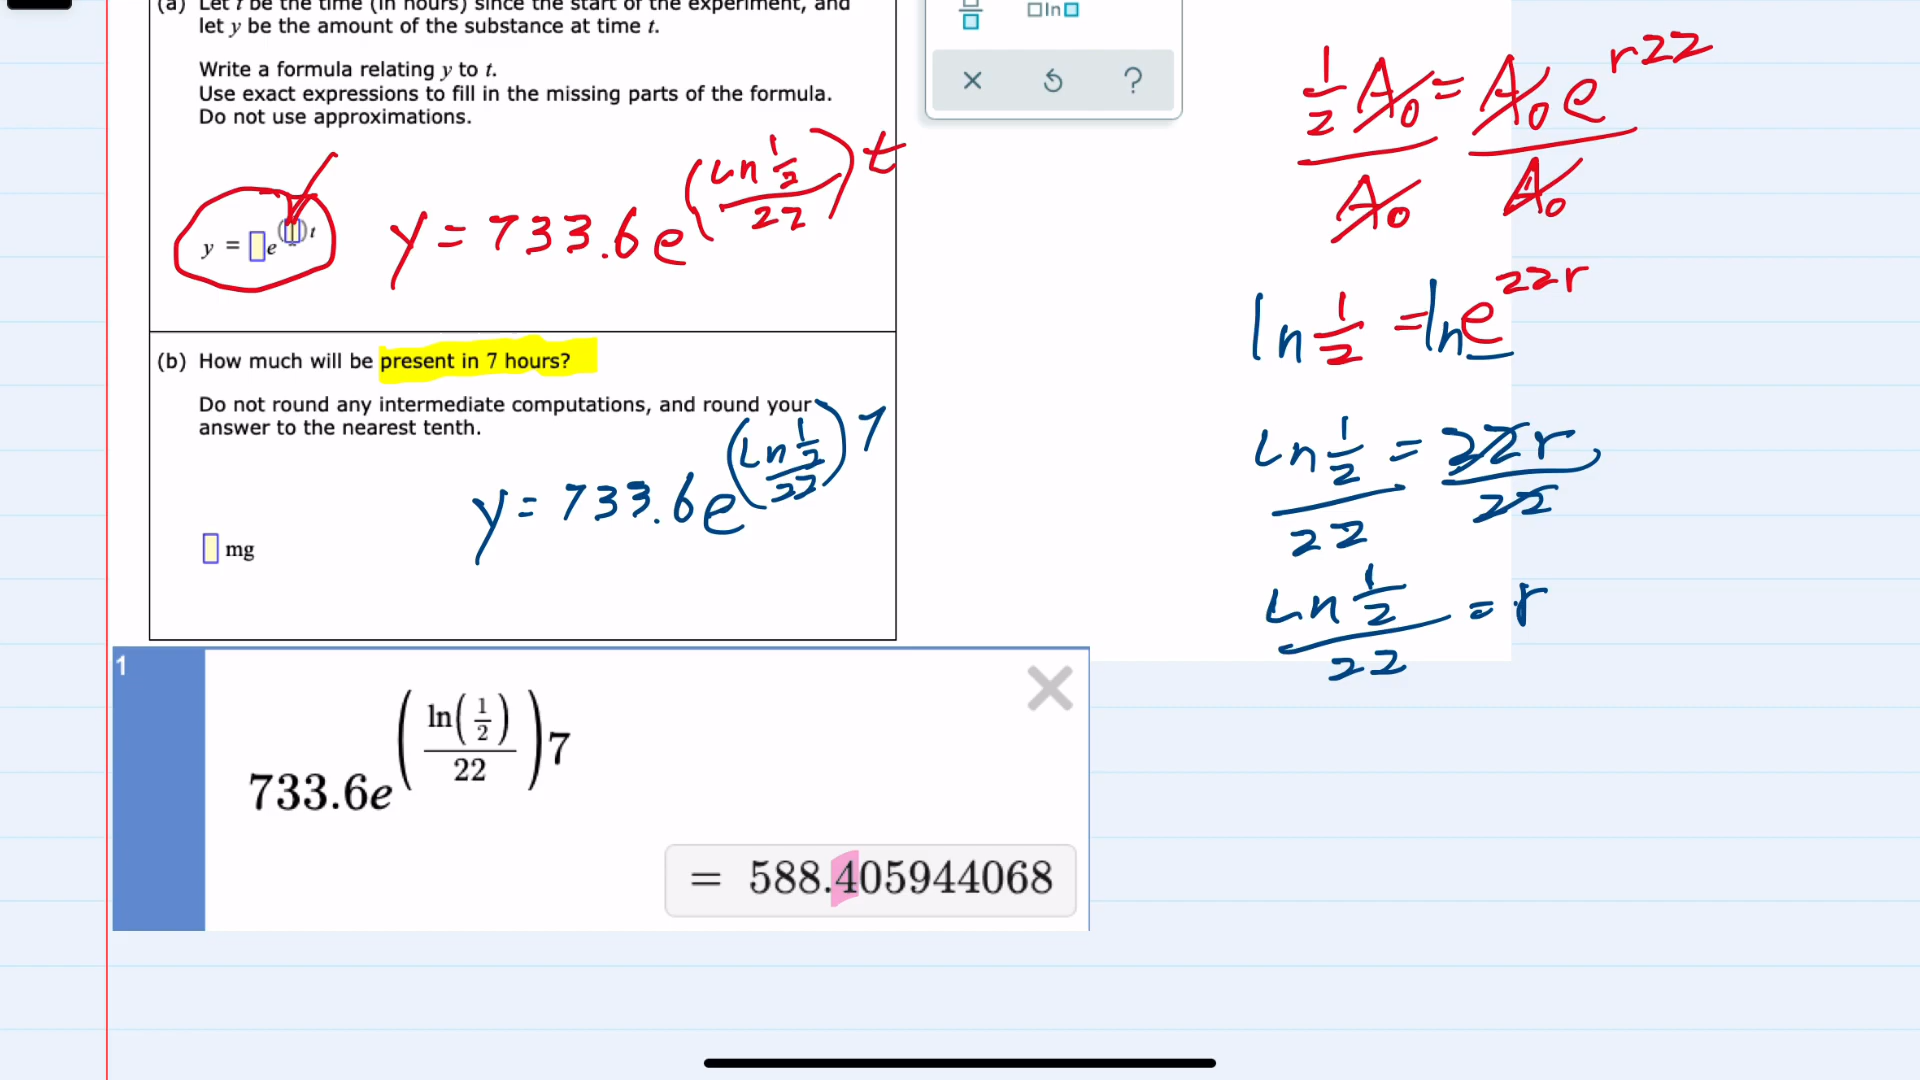 (a) Let t be the time (in hours) since the start of the experiment, and
let y be the amount of the substance at time t.
Write a formula relating y to t.
Use exact expressions to fill in the missing parts of the formula.
Do not use approximations.
y = □e^(□)t
y = 733.6e^((Ln 1/2)/22)t
(b) How much will be present in 7 hours?
Do not round any intermediate computations, and round your
answer to the nearest tenth.
y = 733.6e^((Ln 1/2)/22)7
□ mg
□/□ □ln□
× ?
1/2 A₀ / A₀ = A₀e^r22 / A₀
ln 1/2 = ln e^22r
Ln 1/2 / 22 = 22r / 22
Ln 1/2 / 22 = r
1
733.6e^(ln(1/2)/22)7
= 588.405944068